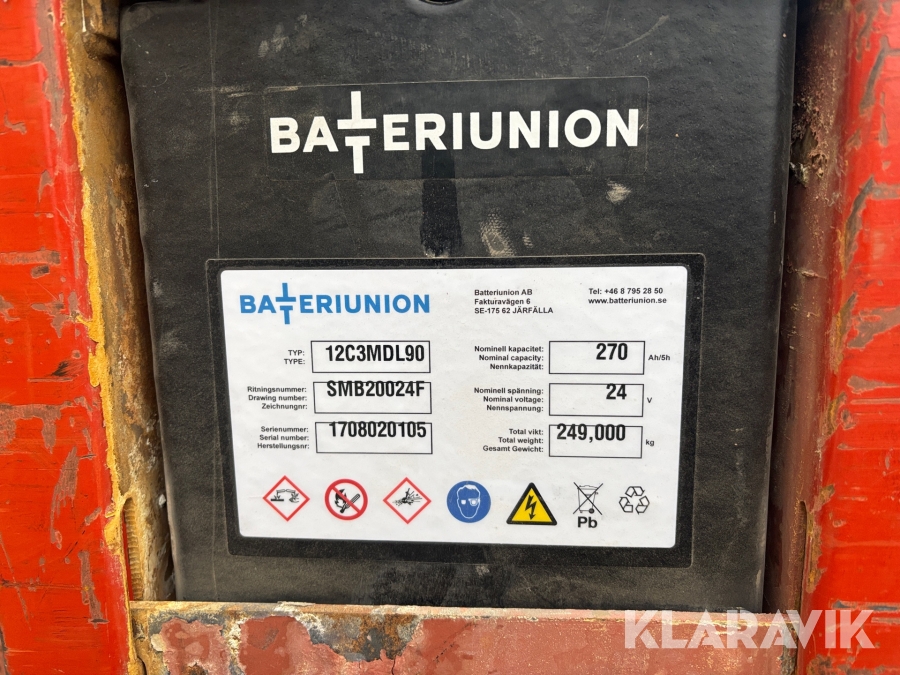 BATTERIUNION
BATTERIUNION
Batteriunion AB
Fakturavägen 6
SE-175 62 JÄRFÄLLA
Tel: +46 8 795 28 50
www.batteriunion.se
TYP:
TYPE:
12C3MDL90
Nominell kapacitet:
Nominal capacity:
Nennkapazität:
270
Ah/5h
Ritningsnummer:
Drawing number:
Zeichnungnr:
SMB20024F
Nominell spänning:
Nominal voltage:
Nennspannung:
24
V
Serienummer:
Serial number:
Herstellungsnr:
1708020105
Total vikt:
Total weight:
Gesamt Gewicht:
249,000
kg
Pb
KLARAVIK